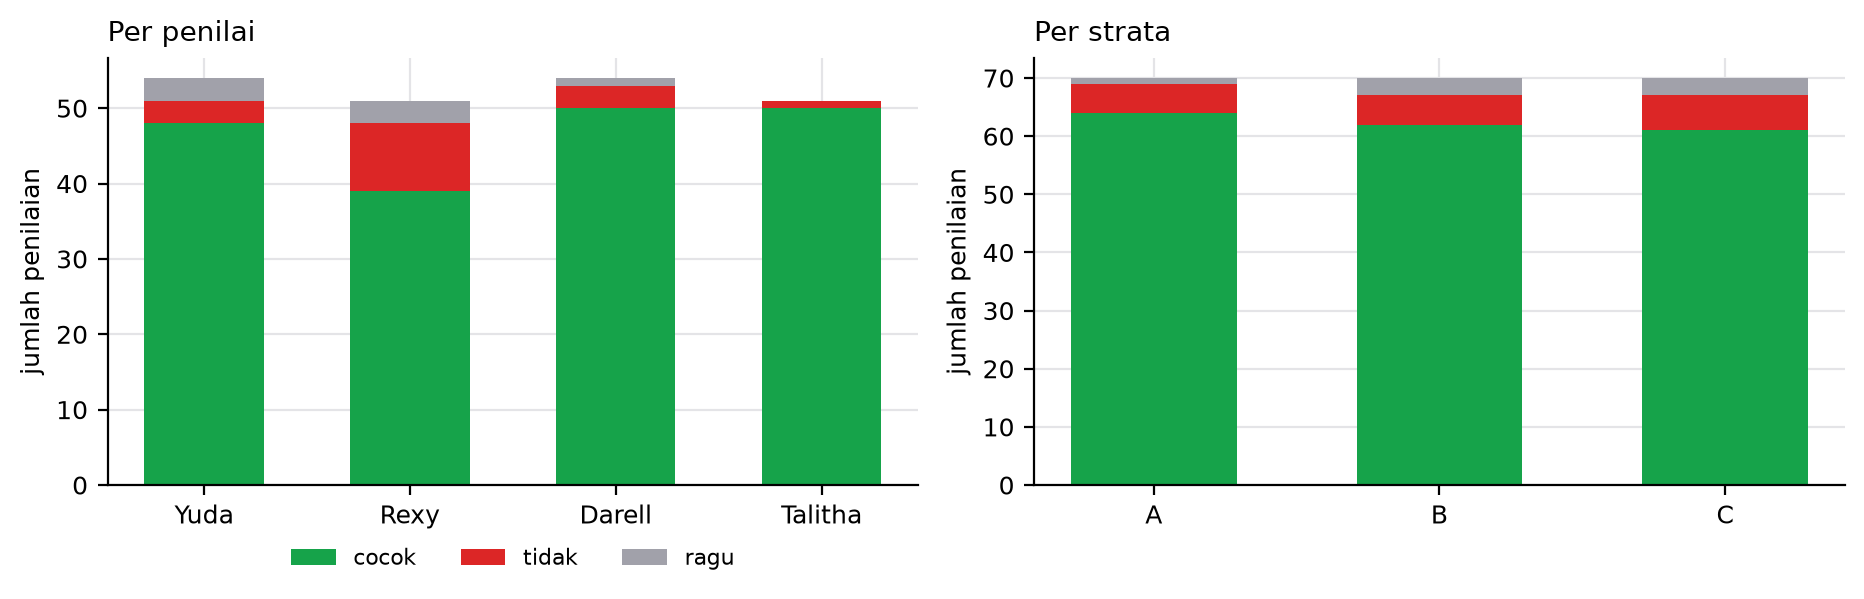 Per penilai
jumlah penilaian
50
40
30
20
10
0
Yuda Rexy Darell Talitha
cocok tidak ragu
Per strata
jumlah penilaian
70
60
50
40
30
20
10
0
A B C